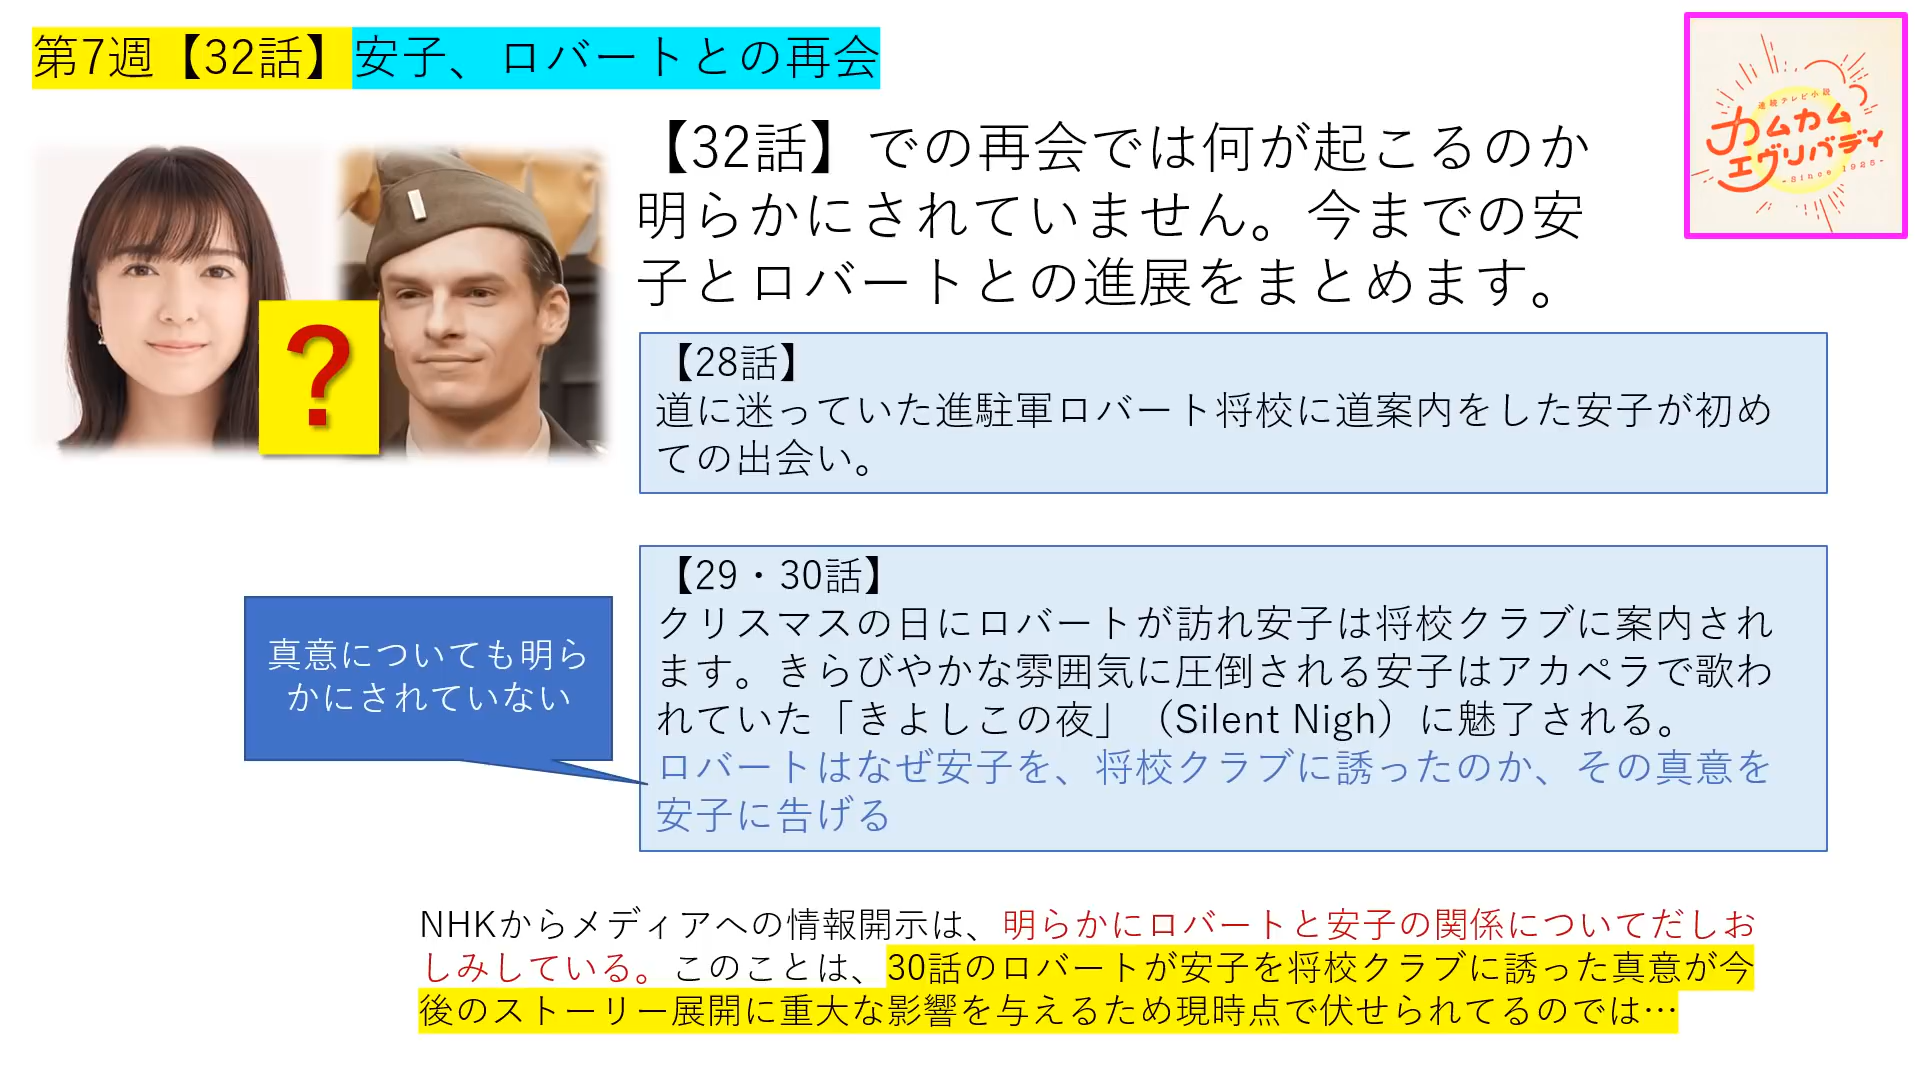 第7週【32話】安子、ロバートとの再会
連続テレビ小説
カムカム
エヴリバディ
-Since 1925-
【32話】での再会では何が起こるのか
明らかにされていません。今までの安
子とロバートとの進展をまとめます。
?
【28話】
道に迷っていた進駐軍ロバート将校に道案内をした安子が初め
ての出会い。
【29・30話】
クリスマスの日にロバートが訪れ安子は将校クラブに案内され
ます。きらびやかな雰囲気に圧倒される安子はアカペラで歌わ
れていた「きよしこの夜」（Silent Nigh）に魅了される。
ロバートはなぜ安子を、将校クラブに誘ったのか、その真意を
安子に告げる
真意についても明ら
かにされていない
NHKからメディアへの情報開示は、明らかにロバートと安子の関係についてだしお
しみしている。このことは、30話のロバートが安子を将校クラブに誘った真意が今
後のストーリー展開に重大な影響を与えるため現時点で伏せられてるのでは…